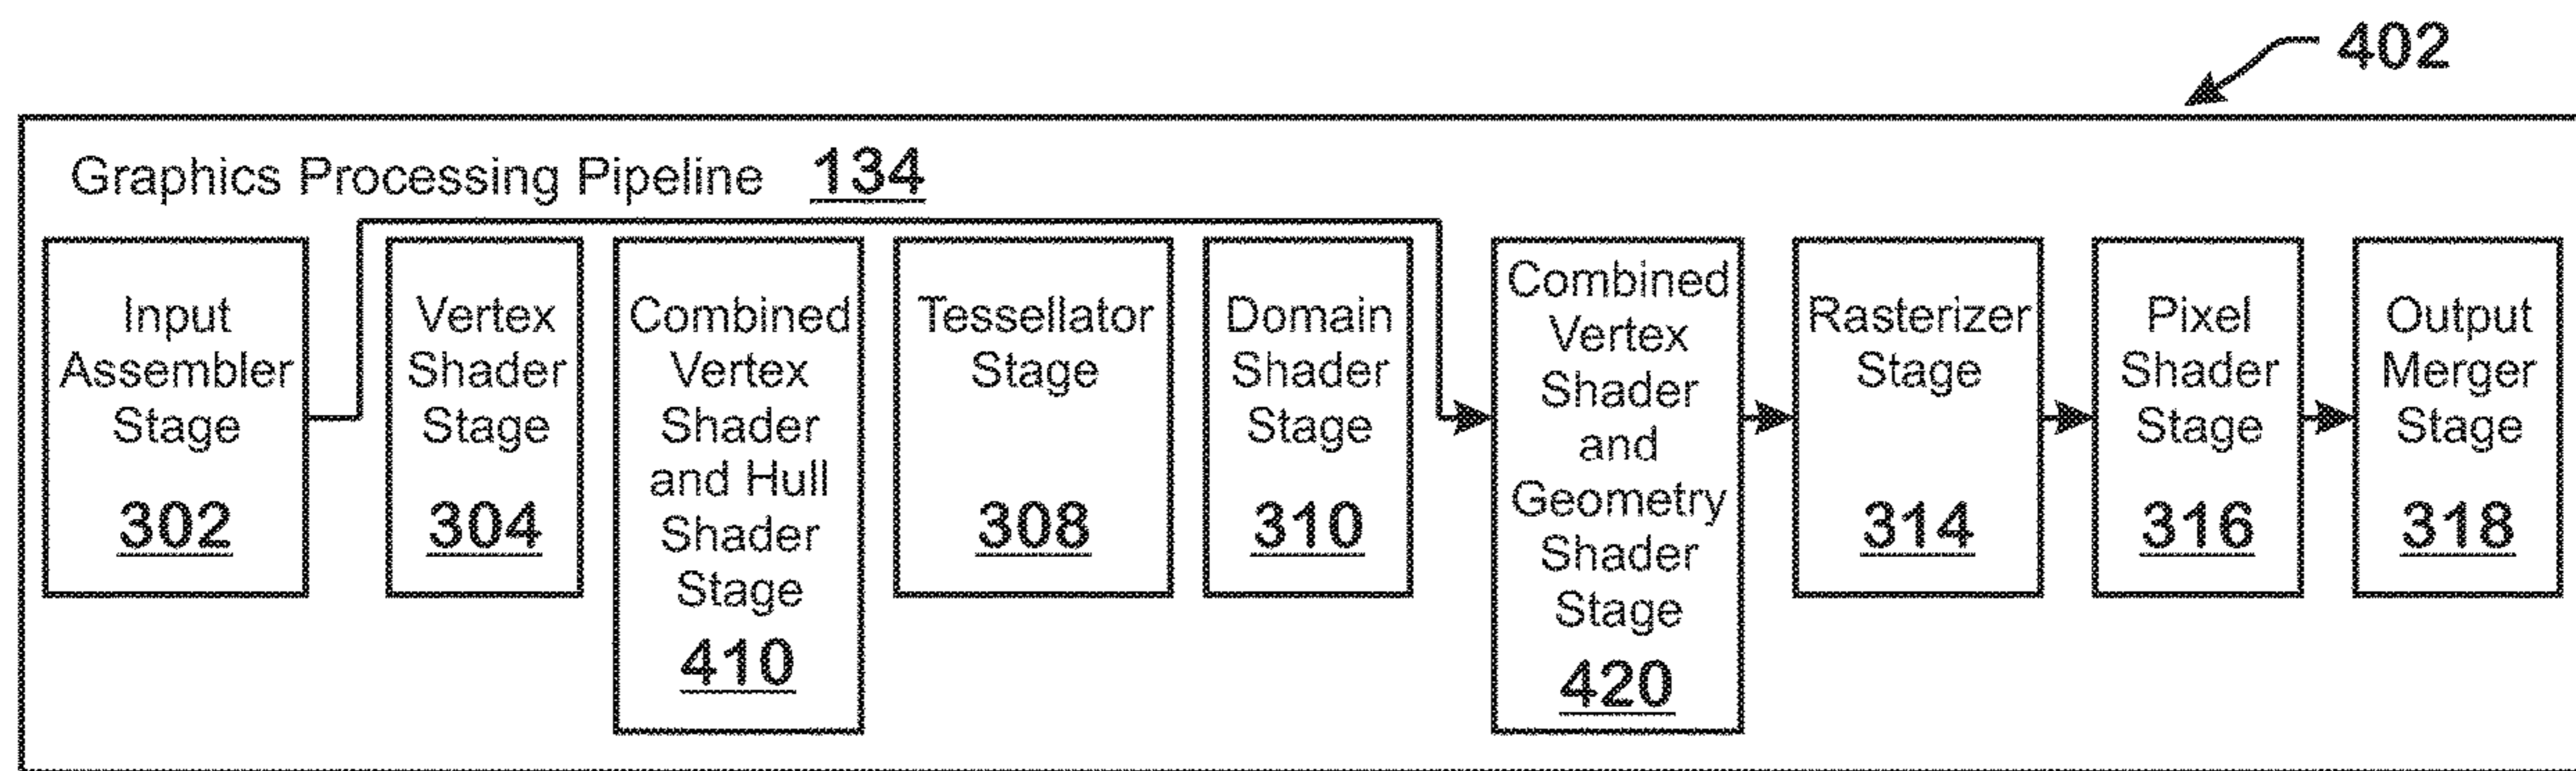 402
Graphics Processing Pipeline 134
Input
Assembler
Stage
302
Vertex
Shader
Stage
304
Combined
Vertex
Shader
and Hull
Shader
Stage
410
Tessellator
Stage
308
Domain
Shader
Stage
310
Combined
Vertex
Shader
and
Geometry
Shader
Stage
420
Rasterizer
Stage
314
Pixel
Shader
Stage
316
Output
Merger
Stage
318